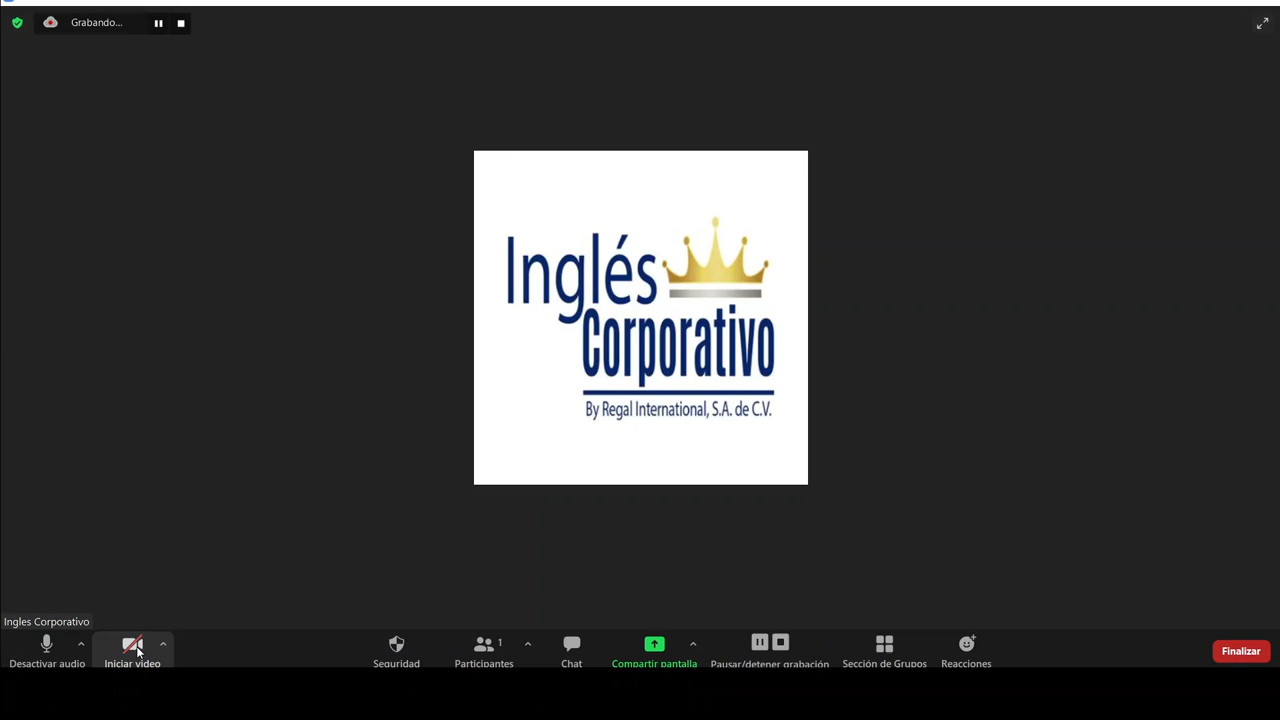 Grabando...
Inglés
Corporativo
By Regal International, S.A. de C.V.
Ingles Corporativo
Desactivar audio
Iniciar video
Seguridad
Participantes
1
Chat
Compartir pantalla
Pausar/detener grabación
Sección de Grupos
Reacciones
Finalizar